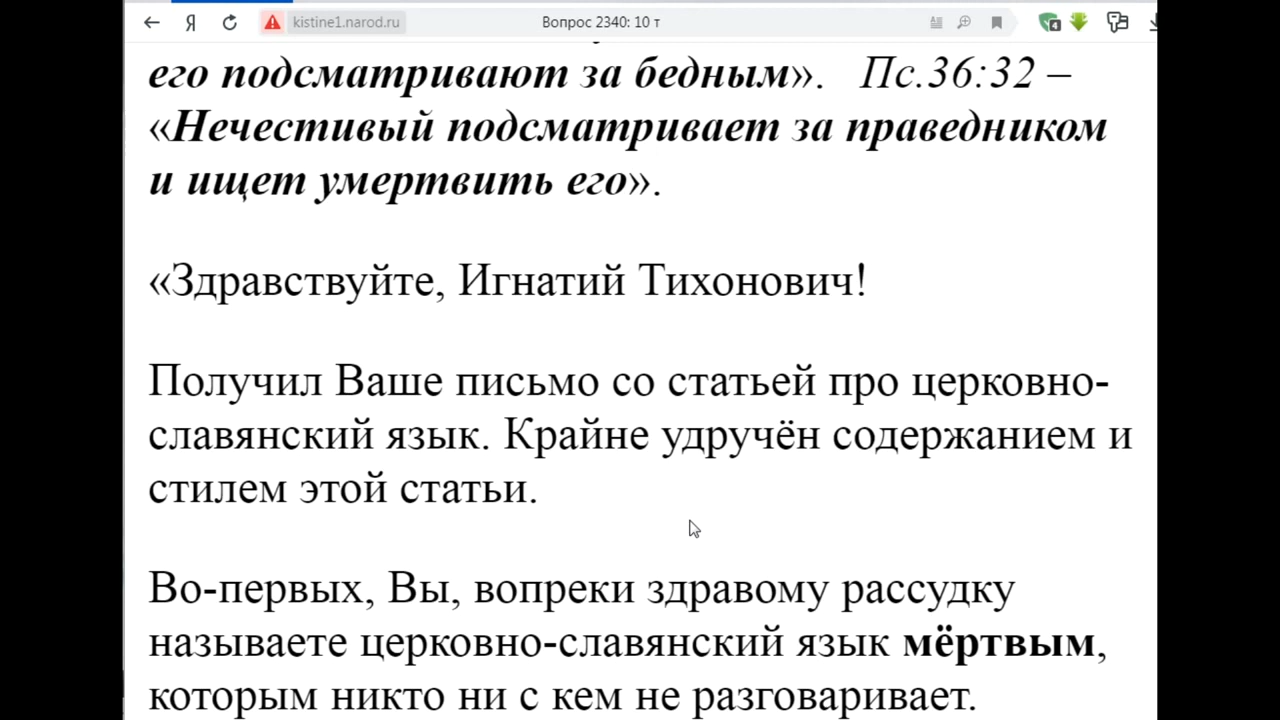 kistine1.narod.ru
Вопрос 2340: 10 т
4
его подсматривают за бедным». Пс.36:32 –
«Нечестивый подсматривает за праведником
и ищет умертвить его».
«Здравствуйте, Игнатий Тихонович!
Получил Ваше письмо со статьей про церковно-
славянский язык. Крайне удручён содержанием и
стилем этой статьи.
Во-первых, Вы, вопреки здравому рассудку
называете церковно-славянский язык мёртвым,
которым никто ни с кем не разговаривает.